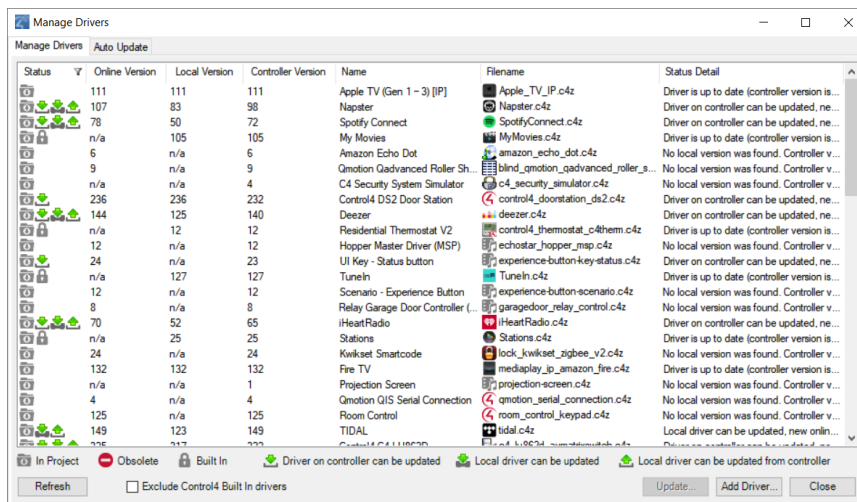 Manage Drivers
Manage Drivers Auto Update
Status Online Version Local Version Controller Version Name Filename Status Detail
111 111 111 Apple TV (Gen 1 – 3) [IP] Apple_TV_IP.c4z Driver is up to date (controller version is...
107 83 98 Napster Napster.c4z Driver on controller can be updated, ne...
78 50 72 Spotify Connect SpotifyConnect.c4z Driver on controller can be updated, ne...
n/a 105 105 My Movies MyMovies.c4z Driver is up to date (controller version is...
6 n/a 6 Amazon Echo Dot amazon_echo_dot.c4z No local version was found. Controller v...
9 n/a 9 Qmotion Qadvanced Roller Sh... blind_qmotion_qadvanced_roller_s... No local version was found. Controller v...
n/a n/a 4 C4 Security System Simulator c4_security_simulator.c4z No local version was found. Controller v...
236 236 232 Control4 DS2 Door Station control4_doorstation_ds2.c4z Driver on controller can be updated, ne...
144 125 140 Deezer deezer.c4z Driver on controller can be updated, ne...
n/a 12 12 Residential Thermostat V2 control4_thermostat_c4therm.c4z Driver is up to date (controller version is...
12 n/a 12 Hopper Master Driver (MSP) echostar_hopper_msp.c4z No local version was found. Controller v...
24 n/a 23 UI Key - Status button experience-button-key-status.c4z Driver on controller can be updated, ne...
n/a 127 127 TuneIn TuneIn.c4z Driver is up to date (controller version is...
12 n/a 12 Scenario - Experience Button experience-button-scenario.c4z No local version was found. Controller v...
8 n/a 8 Relay Garage Door Controller (... garagedoor_relay_control.c4z No local version was found. Controller v...
70 52 65 iHeartRadio iHeartRadio.c4z Driver on controller can be updated, ne...
n/a 25 25 Stations Stations.c4z Driver is up to date (controller version is...
24 n/a 24 Kwikset Smartcode lock_kwikset_zigbee_v2.c4z No local version was found. Controller v...
132 132 132 Fire TV mediaplay_ip_amazon_fire.c4z Driver is up to date (controller version is...
n/a n/a 1 Projection Screen projection-screen.c4z No local version was found. Controller v...
4 n/a 4 Qmotion QIS Serial Connection qmotion_serial_connection.c4z No local version was found. Controller v...
125 n/a 125 Room Control room_control_keypad.c4z No local version was found. Controller v...
149 123 149 TIDAL tidal.c4z Local driver can be updated, new onlin...
In Project Obsolete Built In Driver on controller can be updated Local driver can be updated Local driver can be updated from controller
Refresh Exclude Control4 Built In drivers Update... Add Driver... Close